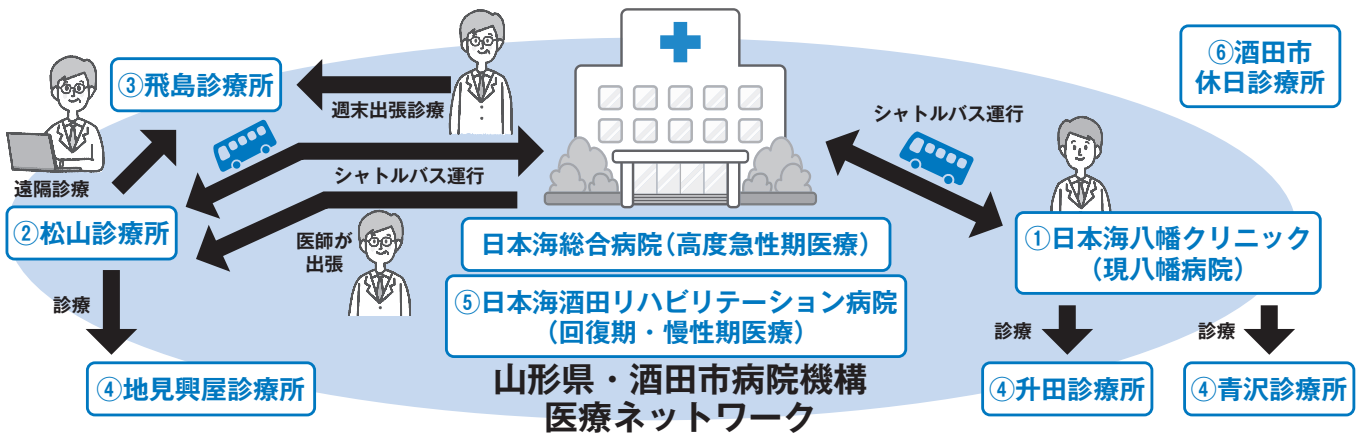 ⑥酒田市
休日診療所
③飛島診療所
週末出張診療
シャトルバス運行
遠隔診療
シャトルバス運行
②松山診療所
医師が
出張
日本海総合病院（高度急性期医療）
①日本海八幡クリニック
（現八幡病院）
⑤日本海酒田リハビリテーション病院
（回復期・慢性期医療）
診療
診療
診療
④地見興屋診療所
山形県・酒田市病院機構
医療ネットワーク
④升田診療所
④青沢診療所